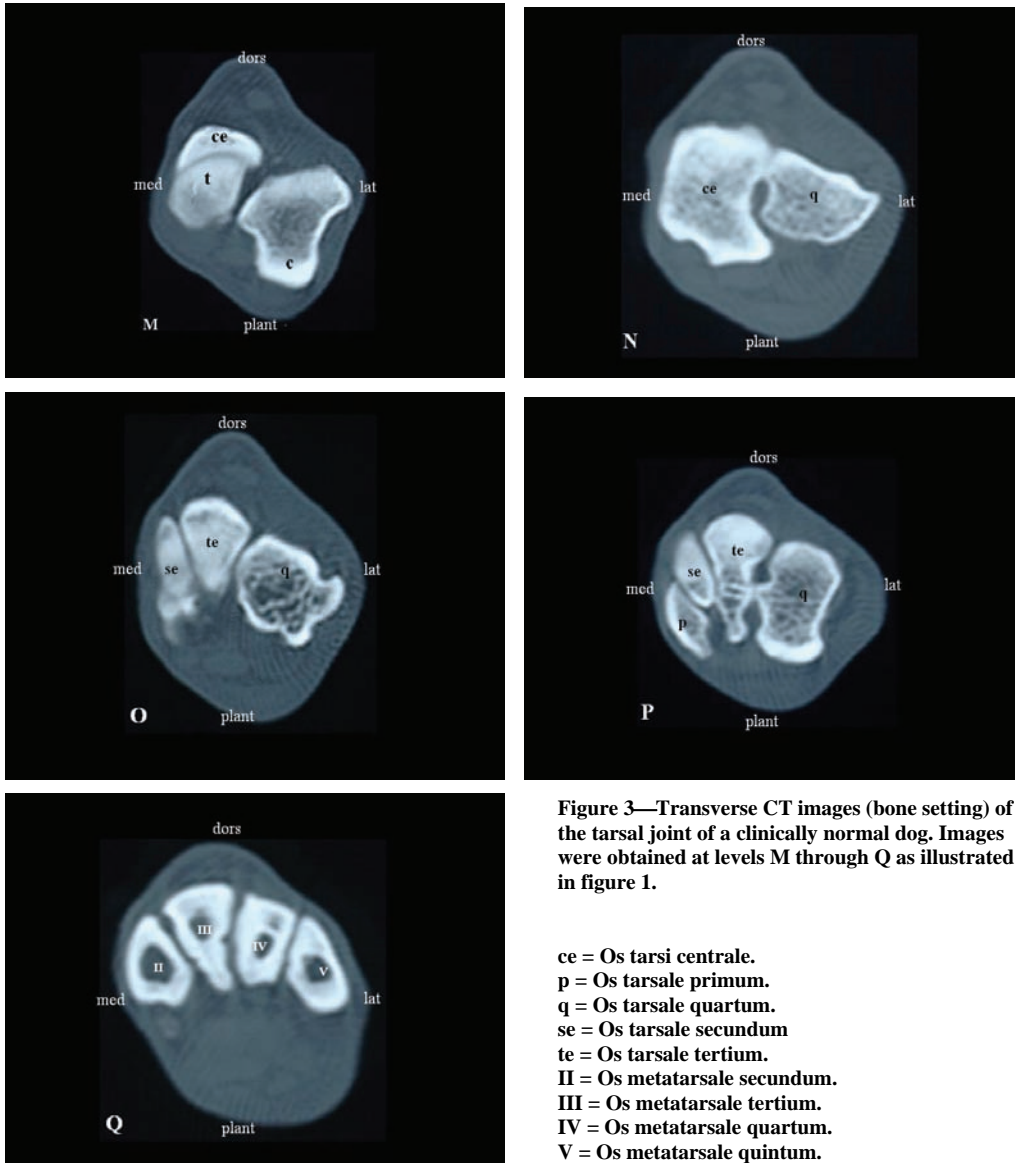 dors
ce
t
med
lat
c
M
plant
dors
med
ce
q
lat
N
plant
dors
te
med
se
q
lat
O
plant
dors
te
se
med
q
lat
p
P
plant
dors
III
IV
II
V
med
lat
Q
plant
Figure 3—Transverse CT images (bone setting) of
the tarsal joint of a clinically normal dog. Images
were obtained at levels M through Q as illustrated
in figure 1.
ce = Os tarsi centrale.
p = Os tarsale primum.
q = Os tarsale quartum.
se = Os tarsale secundum
te = Os tarsale tertium.
II = Os metatarsale secundum.
III = Os metatarsale tertium.
IV = Os metatarsale quartum.
V = Os metatarsale quintum.